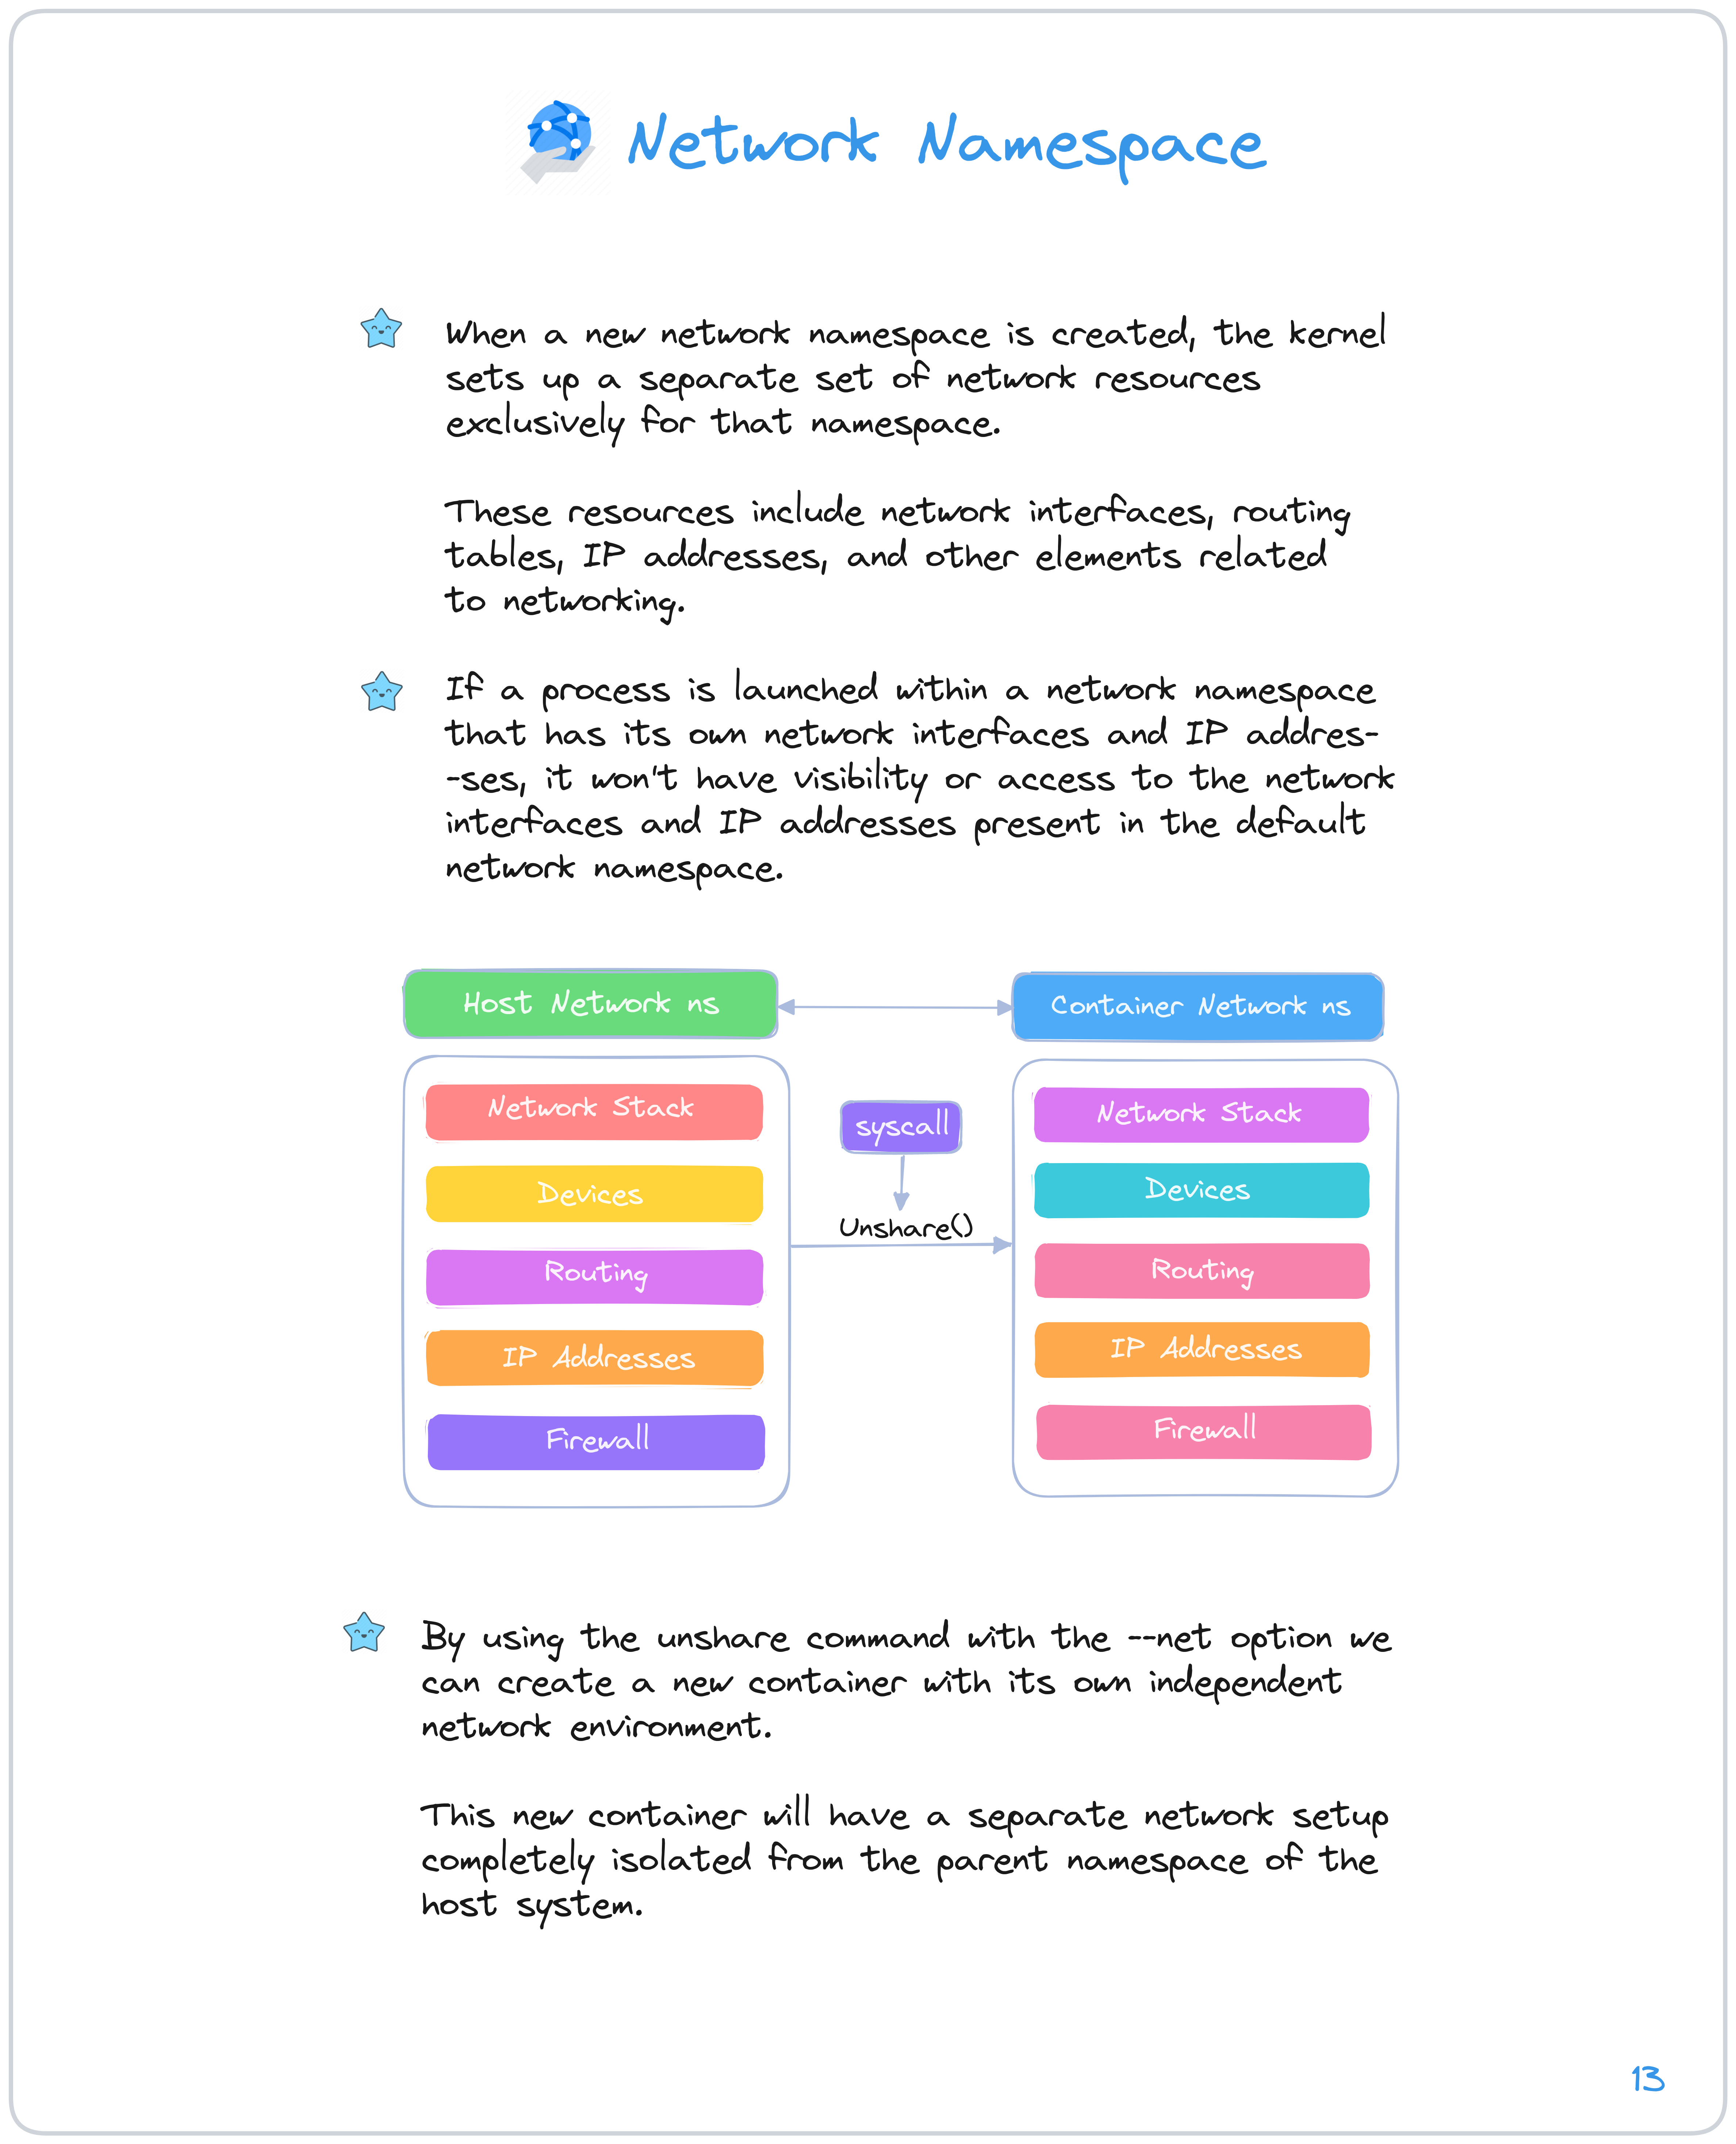 Network Namespace
When a new network namespace is created, the kernel
sets up a separate set of network resources
exclusively for that namespace.
These resources include network interfaces, routing
tables, IP addresses, and other elements related
to networking.
If a process is launched within a network namespace
that has its own network interfaces and IP addres-
-ses, it won't have visibility or access to the network
interfaces and IP addresses present in the default
network namespace.
Host Network ns
Container Network ns
Network Stack
Devices
Routing
IP Addresses
Firewall
syscall
Unshare()
Network Stack
Devices
Routing
IP Addresses
Firewall
By using the unshare command with the --net option we
can create a new container with its own independent
network environment.
This new container will have a separate network setup
completely isolated from the parent namespace of the
host system.
13